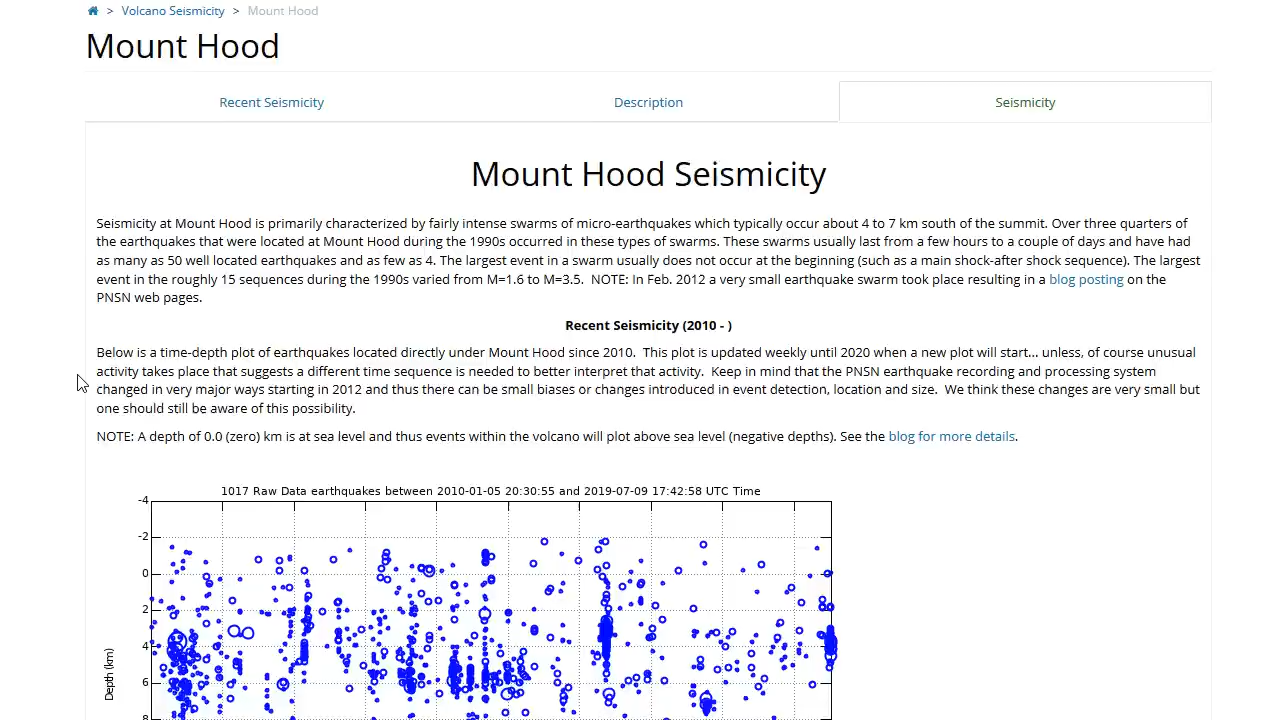 > Volcano Seismicity > Mount Hood
Mount Hood
Recent Seismicity Description Seismicity
Mount Hood Seismicity
Seismicity at Mount Hood is primarily characterized by fairly intense swarms of micro-earthquakes which typically occur about 4 to 7 km south of the summit. Over three quarters of
the earthquakes that were located at Mount Hood during the 1990s occurred in these types of swarms. These swarms usually last from a few hours to a couple of days and have had
as many as 50 well located earthquakes and as few as 4. The largest event in a swarm usually does not occur at the beginning (such as a main shock-after shock sequence). The largest
event in the roughly 15 sequences during the 1990s varied from M=1.6 to M=3.5. NOTE: In Feb. 2012 a very small earthquake swarm took place resulting in a blog posting on the
PNSN web pages.
Recent Seismicity (2010 - )
Below is a time-depth plot of earthquakes located directly under Mount Hood since 2010. This plot is updated weekly until 2020 when a new plot will start... unless, of course unusual
activity takes place that suggests a different time sequence is needed to better interpret that activity. Keep in mind that the PNSN earthquake recording and processing system
changed in very major ways starting in 2012 and thus there can be small biases or changes introduced in event detection, location and size. We think these changes are very small but
one should still be aware of this possibility.
NOTE: A depth of 0.0 (zero) km is at sea level and thus events within the volcano will plot above sea level (negative depths). See the blog for more details.
1017 Raw Data earthquakes between 2010-01-05 20:30:55 and 2019-07-09 17:42:58 UTC Time
-4
-2
0
2
4
Depth (km)
6
8